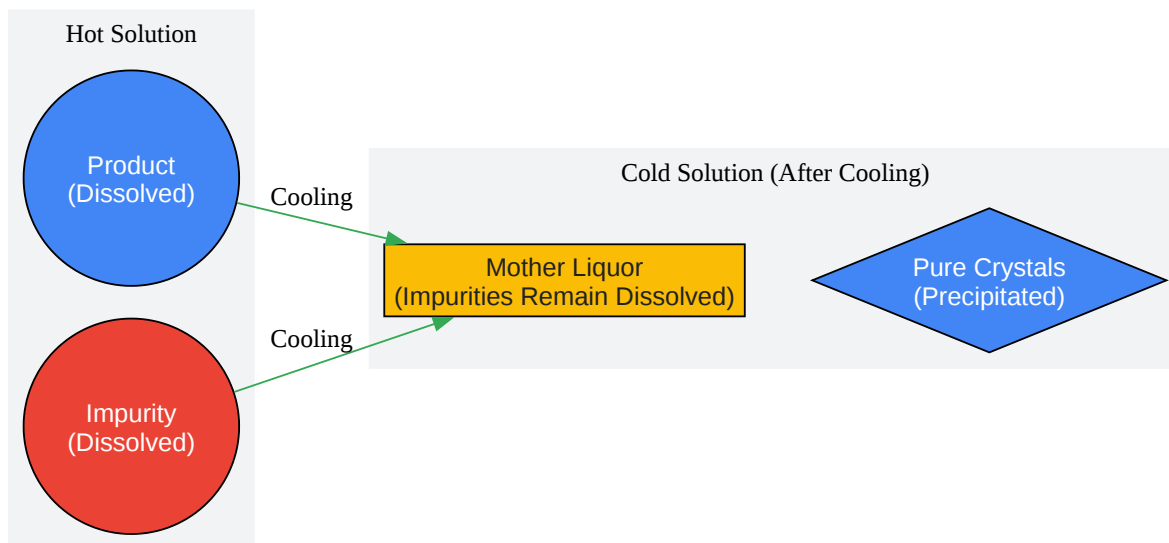 Hot Solution
Product
(Dissolved)
Cooling
Cold Solution (After Cooling)
Mother Liquor
(Impurities Remain Dissolved)
Pure Crystals
(Precipitated)
Cooling
Impurity
(Dissolved)